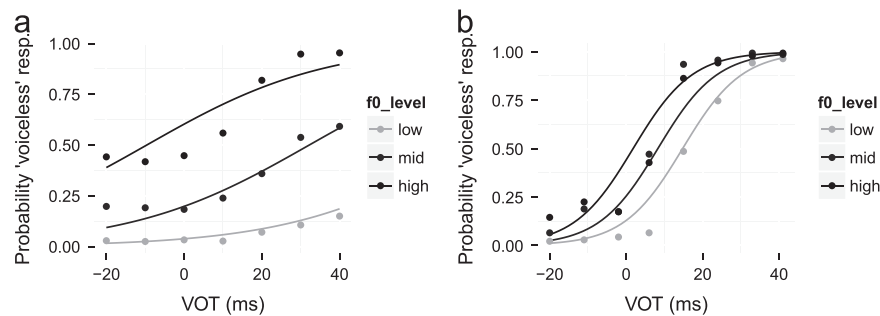 a
Probability 'voiceless' resp.
1.00
0.75
0.50
0.25
0.00
−20
0
20
40
VOT (ms)
f0_level
low
mid
high
b
Probability 'voiceless' resp.
1.00
0.75
0.50
0.25
0.00
−20
0
20
40
VOT (ms)
f0_level
low
mid
high